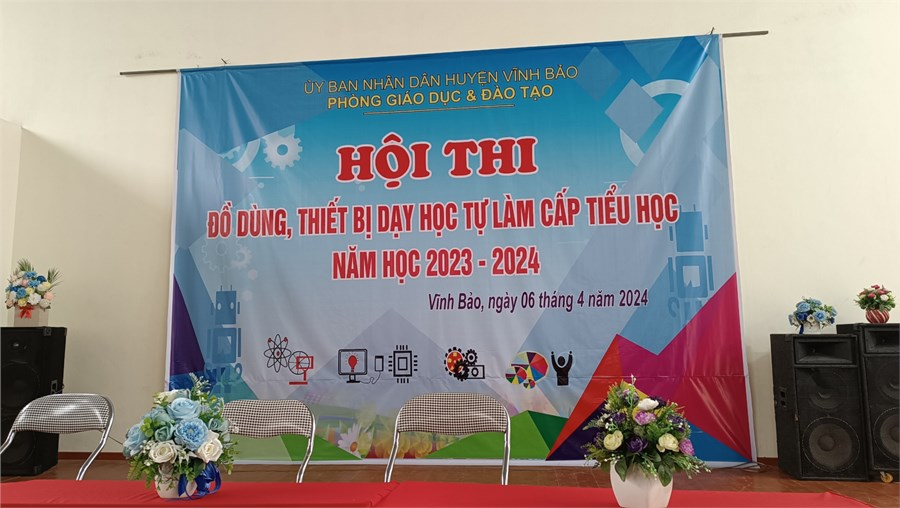 ỦY BAN NHÂN DÂN HUYỆN VĨNH BẢO
PHÒNG GIÁO DỤC & ĐÀO TẠO
HỘI THI
ĐỒ DÙNG, THIẾT BỊ DẠY HỌC TỰ LÀM CẤP TIỂU HỌC
NĂM HỌC 2023 - 2024
Vĩnh Bảo, ngày 06 tháng 4 năm 2024